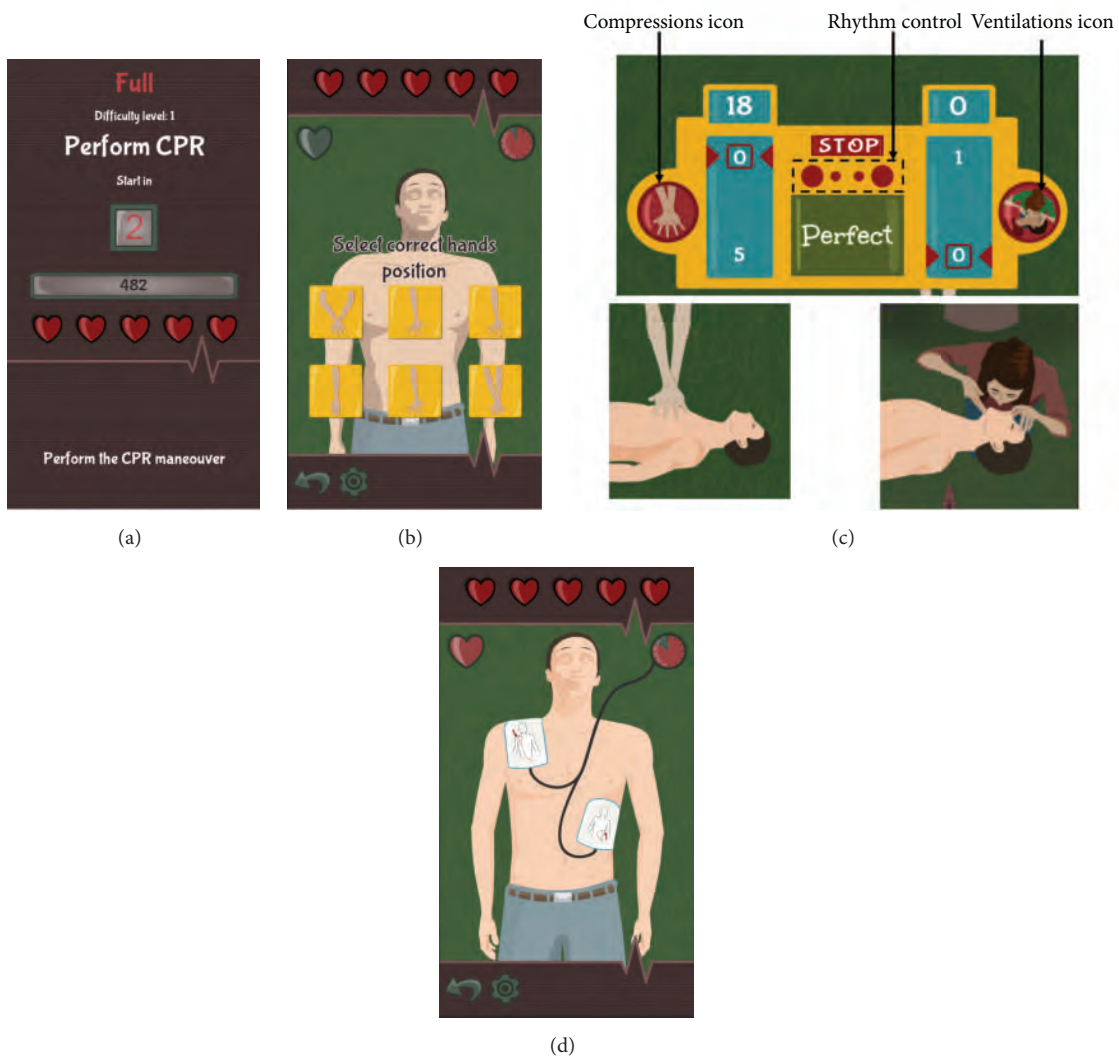 Full
Difficulty level: 1
Perform CPR
Start in
2
482
Perform the CPR maneouver
(a)
Select correct hands
position
(b)
Compressions icon
Rhythm control
Ventilations icon
18
0
STOP
0
1
Perfect
5
0
(c)
(d)